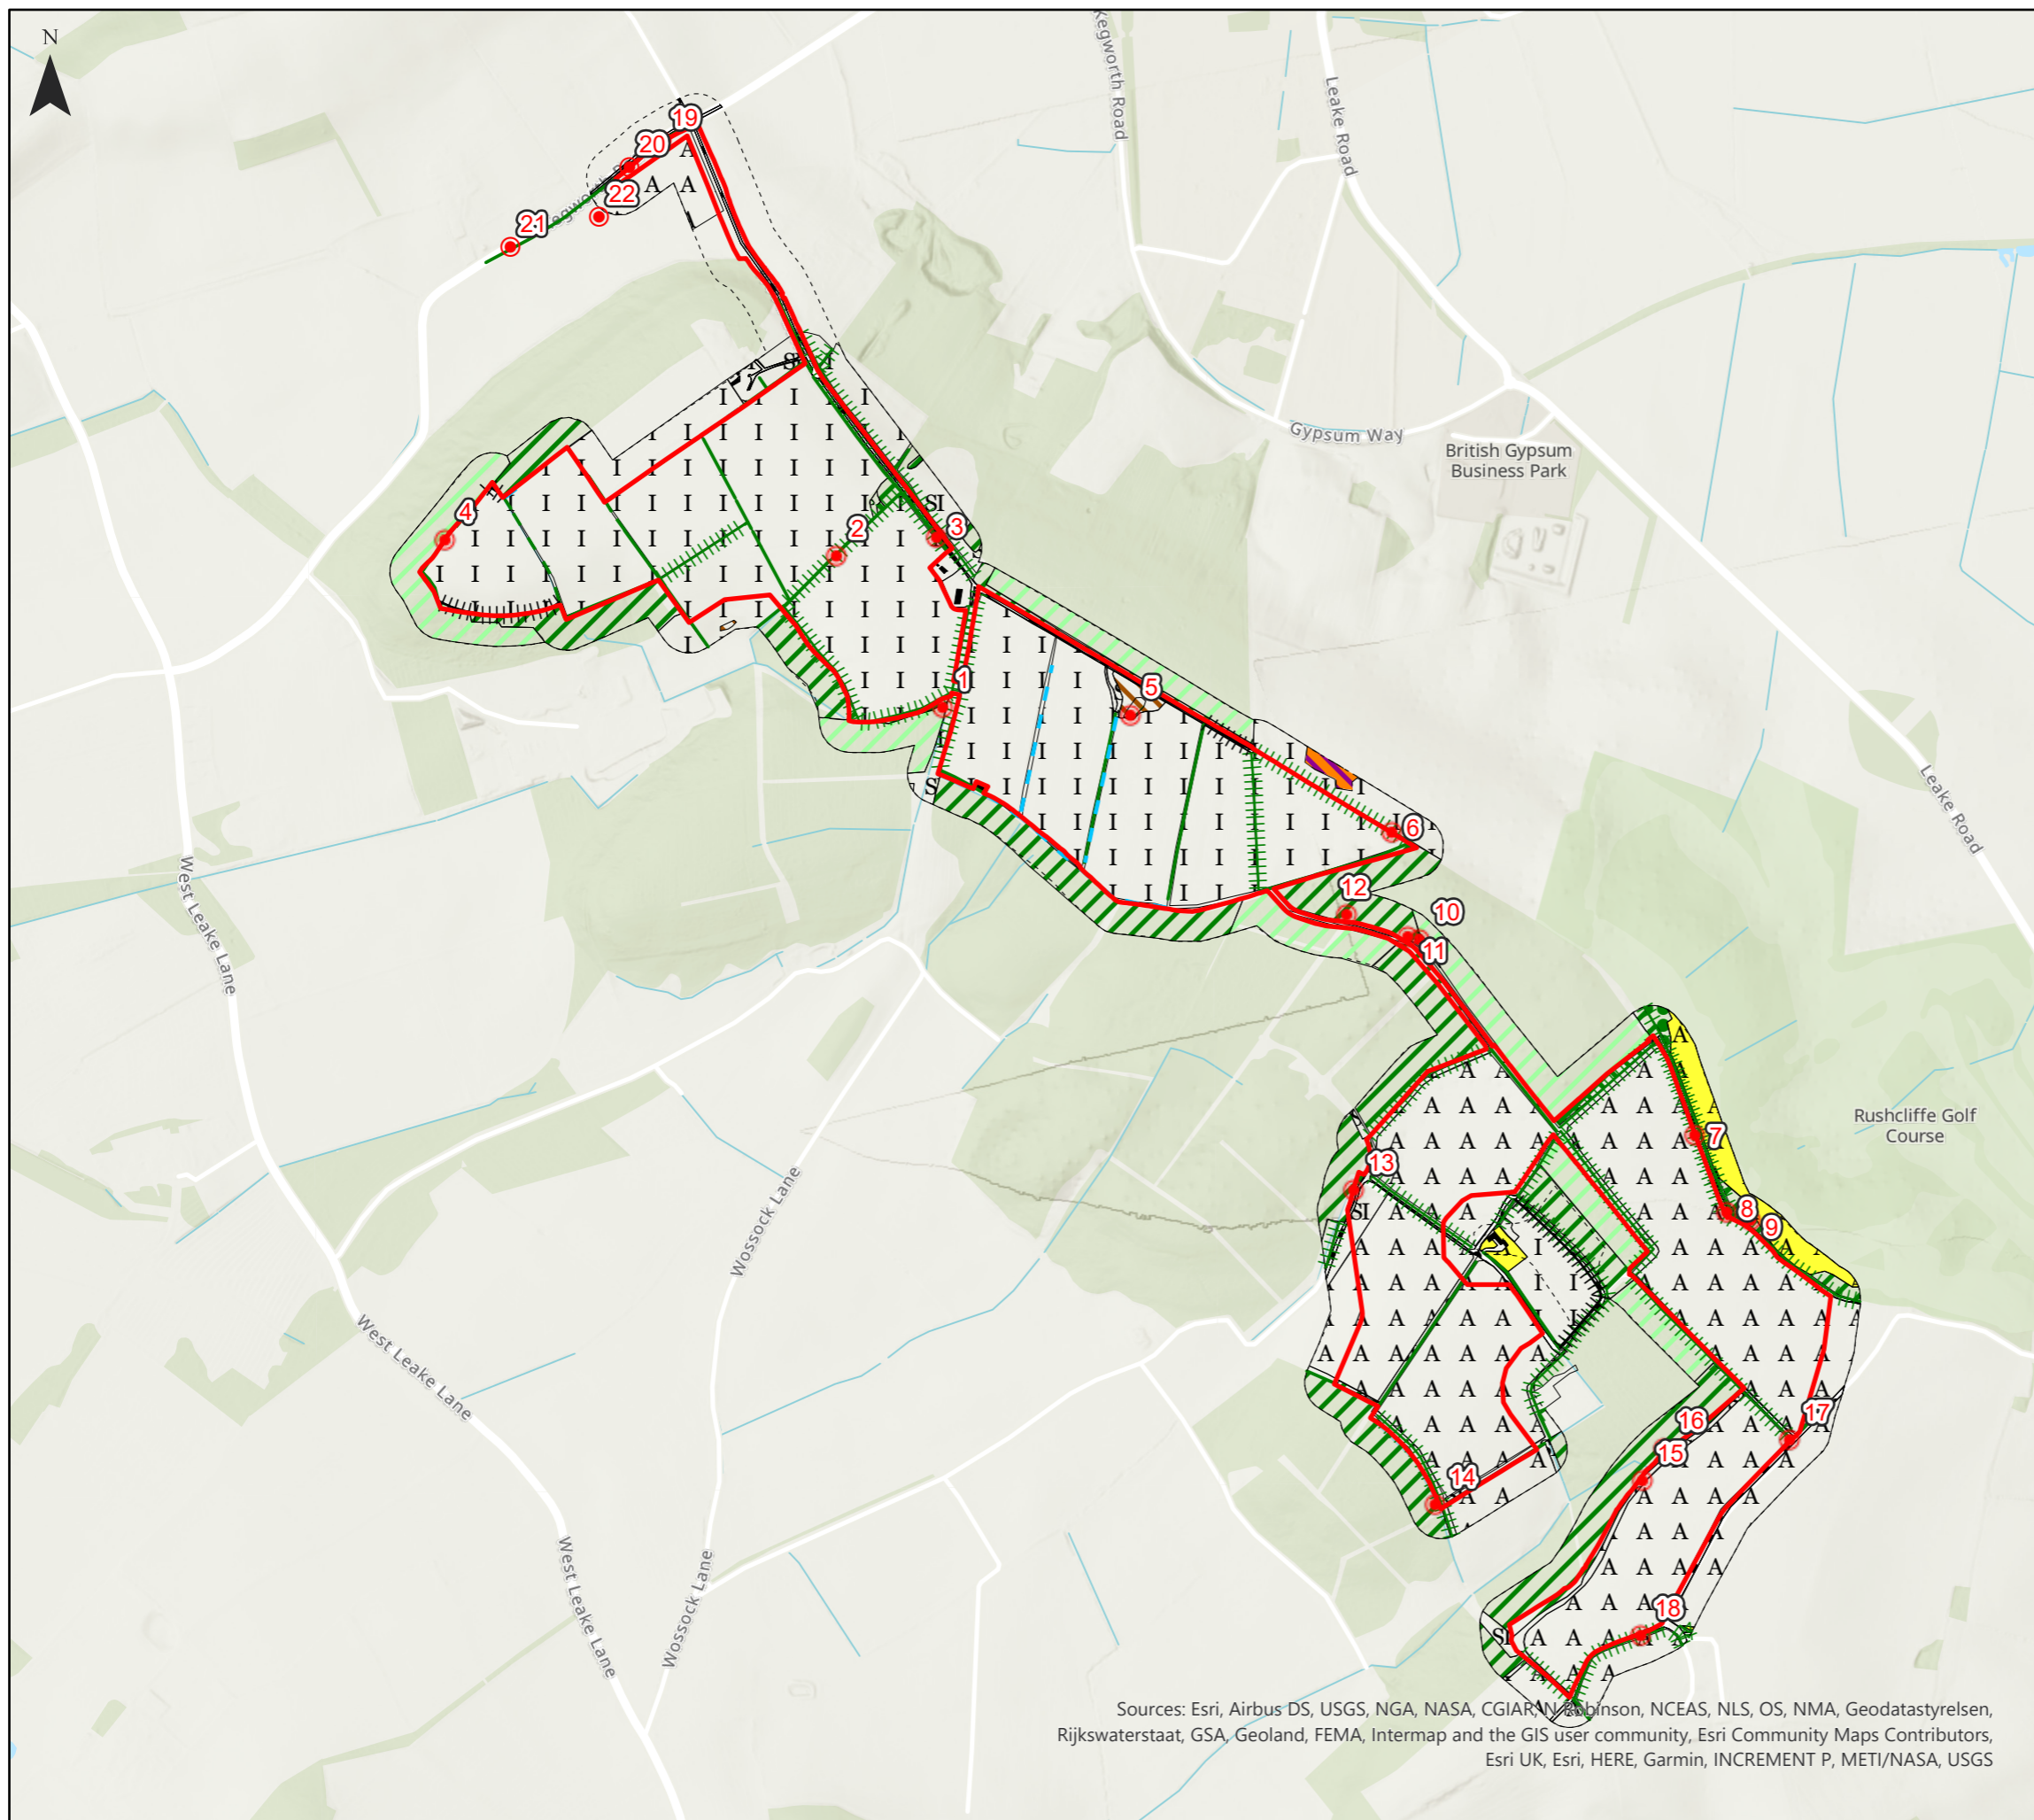 N
Kegworth Road
Leake Road
19
20
22
21
Gypsum Way
British Gypsum
Business Park
4
2
3
1
5
6
12
10
11
Leake Road
West Leake Lane
Rushcliffe Golf
Course
7
8
9
13
Wossock Lane
West Leake Lane
17
16
15
14
18
West Leake Lane
Wossock Lane
SI
SI
SI
SI
A A A
I I I I
Sources: Esri, Airbus DS, USGS, NGA, NASA, CGIAR, N Robinson, NCEAS, NLS, OS, NMA, Geodatastyrelsen,
Rijkswaterstaat, GSA, Geoland, FEMA, Intermap and the GIS user community, Esri Community Maps Contributors,
Esri UK, Esri, HERE, Garmin, INCREMENT P, METI/NASA, USGS